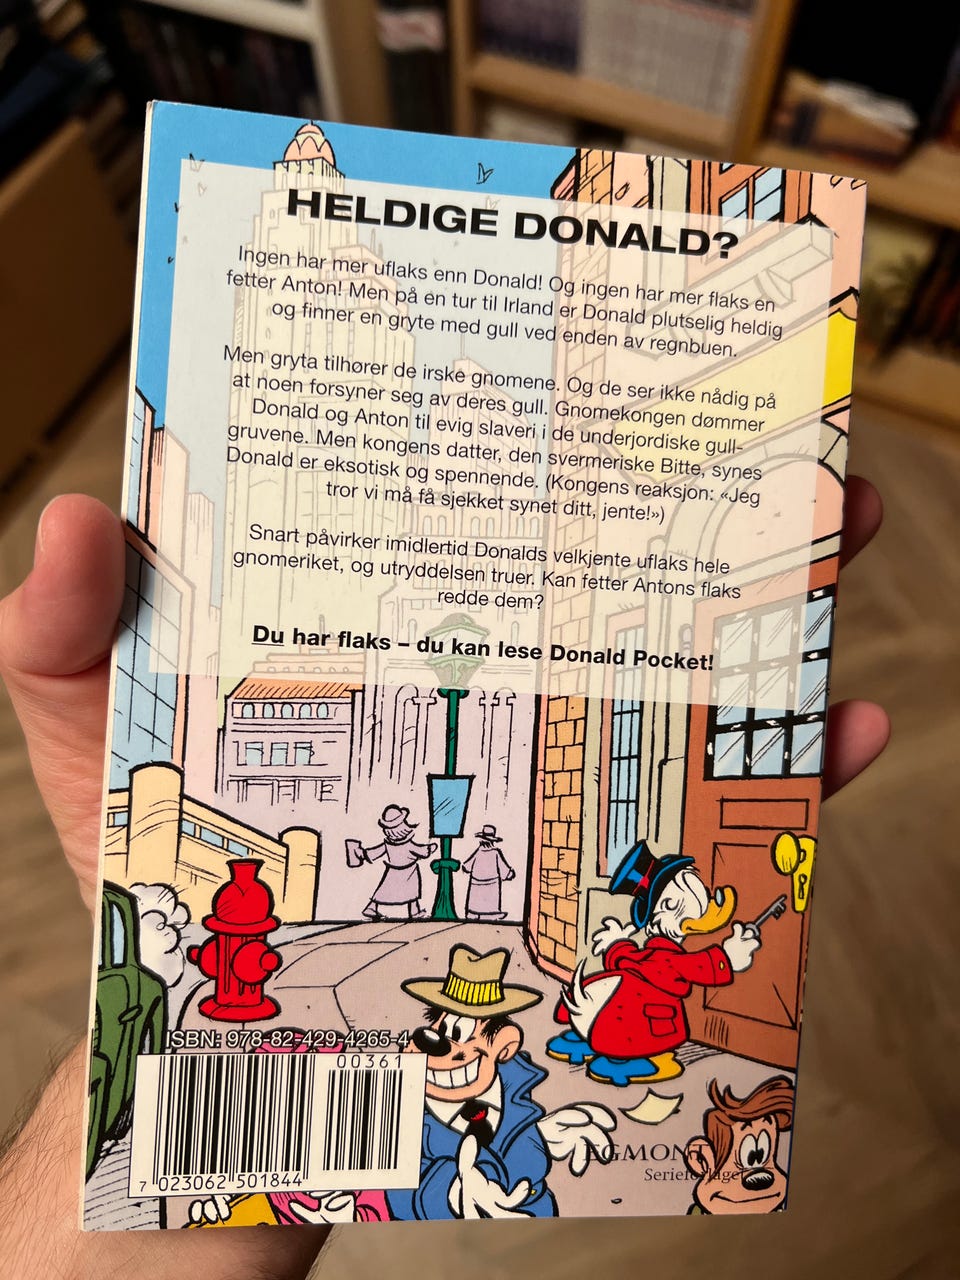 HELDIGE DONALD?
Ingen har mer uflaks enn Donald! Og ingen har mer flaks en
fetter Anton! Men på en tur til Irland er Donald plutselig heldig
og finner en gryte med gull ved enden av regnbuen.
Men gryta tilhører de irske gnomene. Og de ser ikke nådig på
at noen forsyner seg av deres gull. Gnomekongen dømmer
Donald og Anton til evig slaveri i de underjordiske gull-
gruvene. Men kongens datter, den svermeriske Bitte, synes
Donald er eksotisk og spennende. (Kongens reaksjon: «Jeg
tror vi må få sjekket synet ditt, jente!»)
Snart påvirker imidlertid Donalds velkjente uflaks hele
gnomeriket, og utryddelsen truer. Kan fetter Antons flaks
redde dem?
Du har flaks – du kan lese Donald Pocket!
ISBN: 978-82-429-4265-4
00361
7 023062 501844
EGMONT
Serieforlaget